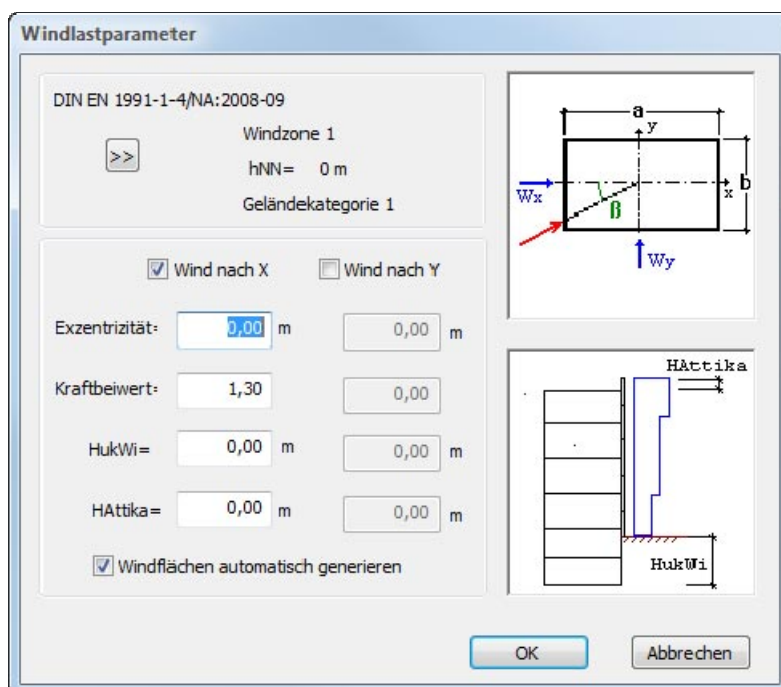 Windlastparameter
DIN EN 1991-1-4/NA:2008-09
>>
Windzone 1
hNN= 0 m
Geländekategorie 1
Wind nach X
Wind nach Y
Exzentrizität= 0,00 m 0,00 m
Kraftbeiwert= 1,30 0,00
HukWi= 0,00 m 0,00 m
HAttika= 0,00 m 0,00 m
Windflächen automatisch generieren
a
y
b
x
Wx
β
Wy
HAttika
HukWi
OK
Abbrechen